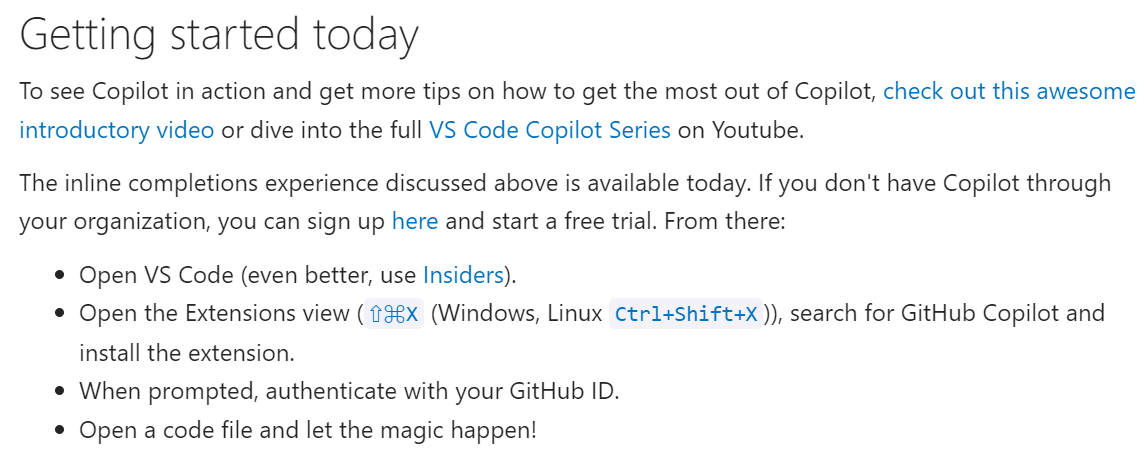 Getting started today
To see Copilot in action and get more tips on how to get the most out of Copilot, check out this awesome
introductory video or dive into the full VS Code Copilot Series on Youtube.
The inline completions experience discussed above is available today. If you don't have Copilot through
your organization, you can sign up here and start a free trial. From there:
• Open VS Code (even better, use Insiders).
• Open the Extensions view (⇧⌘X (Windows, Linux Ctrl+Shift+X)), search for GitHub Copilot and
install the extension.
• When prompted, authenticate with your GitHub ID.
• Open a code file and let the magic happen!